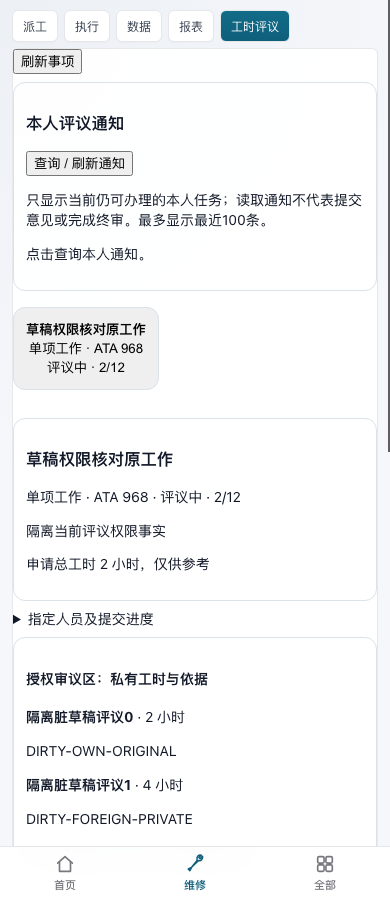 派工 执行 数据 报表 工时评议
刷新事项
本人评议通知
查询 / 刷新通知
只显示当前仍可办理的本人任务；读取通知不代表提交
意见或完成终审。最多显示最近100条。
点击查询本人通知。
草稿权限核对原工作
单项工作 · ATA 968
评议中 · 2/12
草稿权限核对原工作
单项工作 · ATA 968 · 评议中 · 2/12
隔离当前评议权限事实
申请总工时 2 小时，仅供参考
指定人员及提交进度
授权审议区：私有工时与依据
隔离脏草稿评议0 · 2 小时
DIRTY-OWN-ORIGINAL
隔离脏草稿评议1 · 4 小时
DIRTY-FOREIGN-PRIVATE
首页 维修 全部